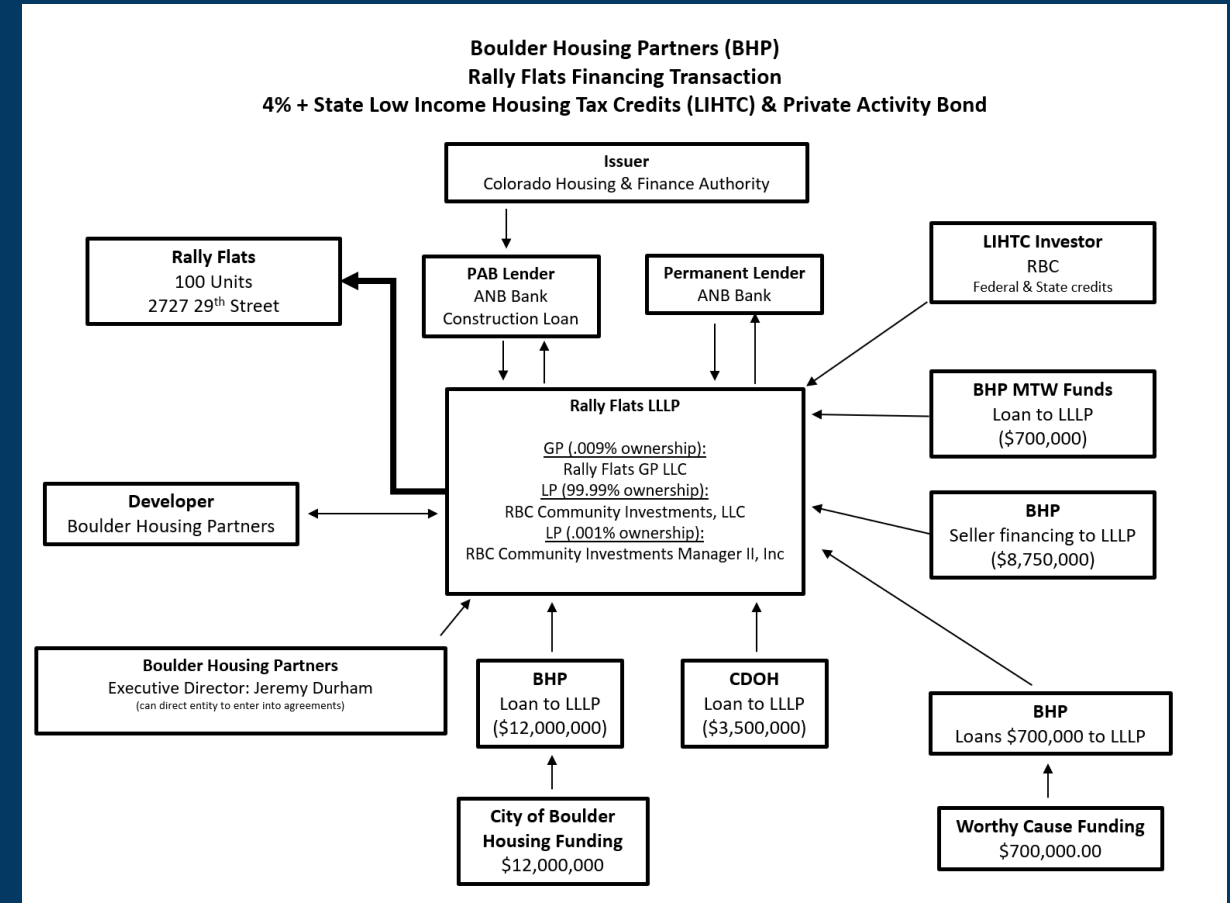 Boulder Housing Partners (BHP)
Rally Flats Financing Transaction
4% + State Low Income Housing Tax Credits (LIHTC) & Private Activity Bond
Issuer
Colorado Housing & Finance Authority
Rally Flats
100 Units
2727 29th Street
PAB Lender
ANB Bank
Construction Loan
Permanent Lender
ANB Bank
LIHTC Investor
RBC
Federal & State credits
Rally Flats LLLP
GP (.009% ownership):
Rally Flats GP LLC
LP (99.99% ownership):
RBC Community Investments, LLC
LP (.001% ownership):
RBC Community Investments Manager II, Inc
BHP MTW Funds
Loan to LLLP
($700,000)
Developer
Boulder Housing Partners
BHP
Seller financing to LLLP
($8,750,000)
Boulder Housing Partners
Executive Director: Jeremy Durham
(can direct entity to enter into agreements)
BHP
Loan to LLLP
($12,000,000)
CDOH
Loan to LLLP
($3,500,000)
BHP
Loans $700,000 to LLLP
City of Boulder
Housing Funding
$12,000,000
Worthy Cause Funding
$700,000.00